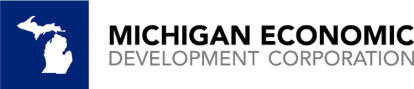 MICHIGAN ECONOMIC
DEVELOPMENT CORPORATION